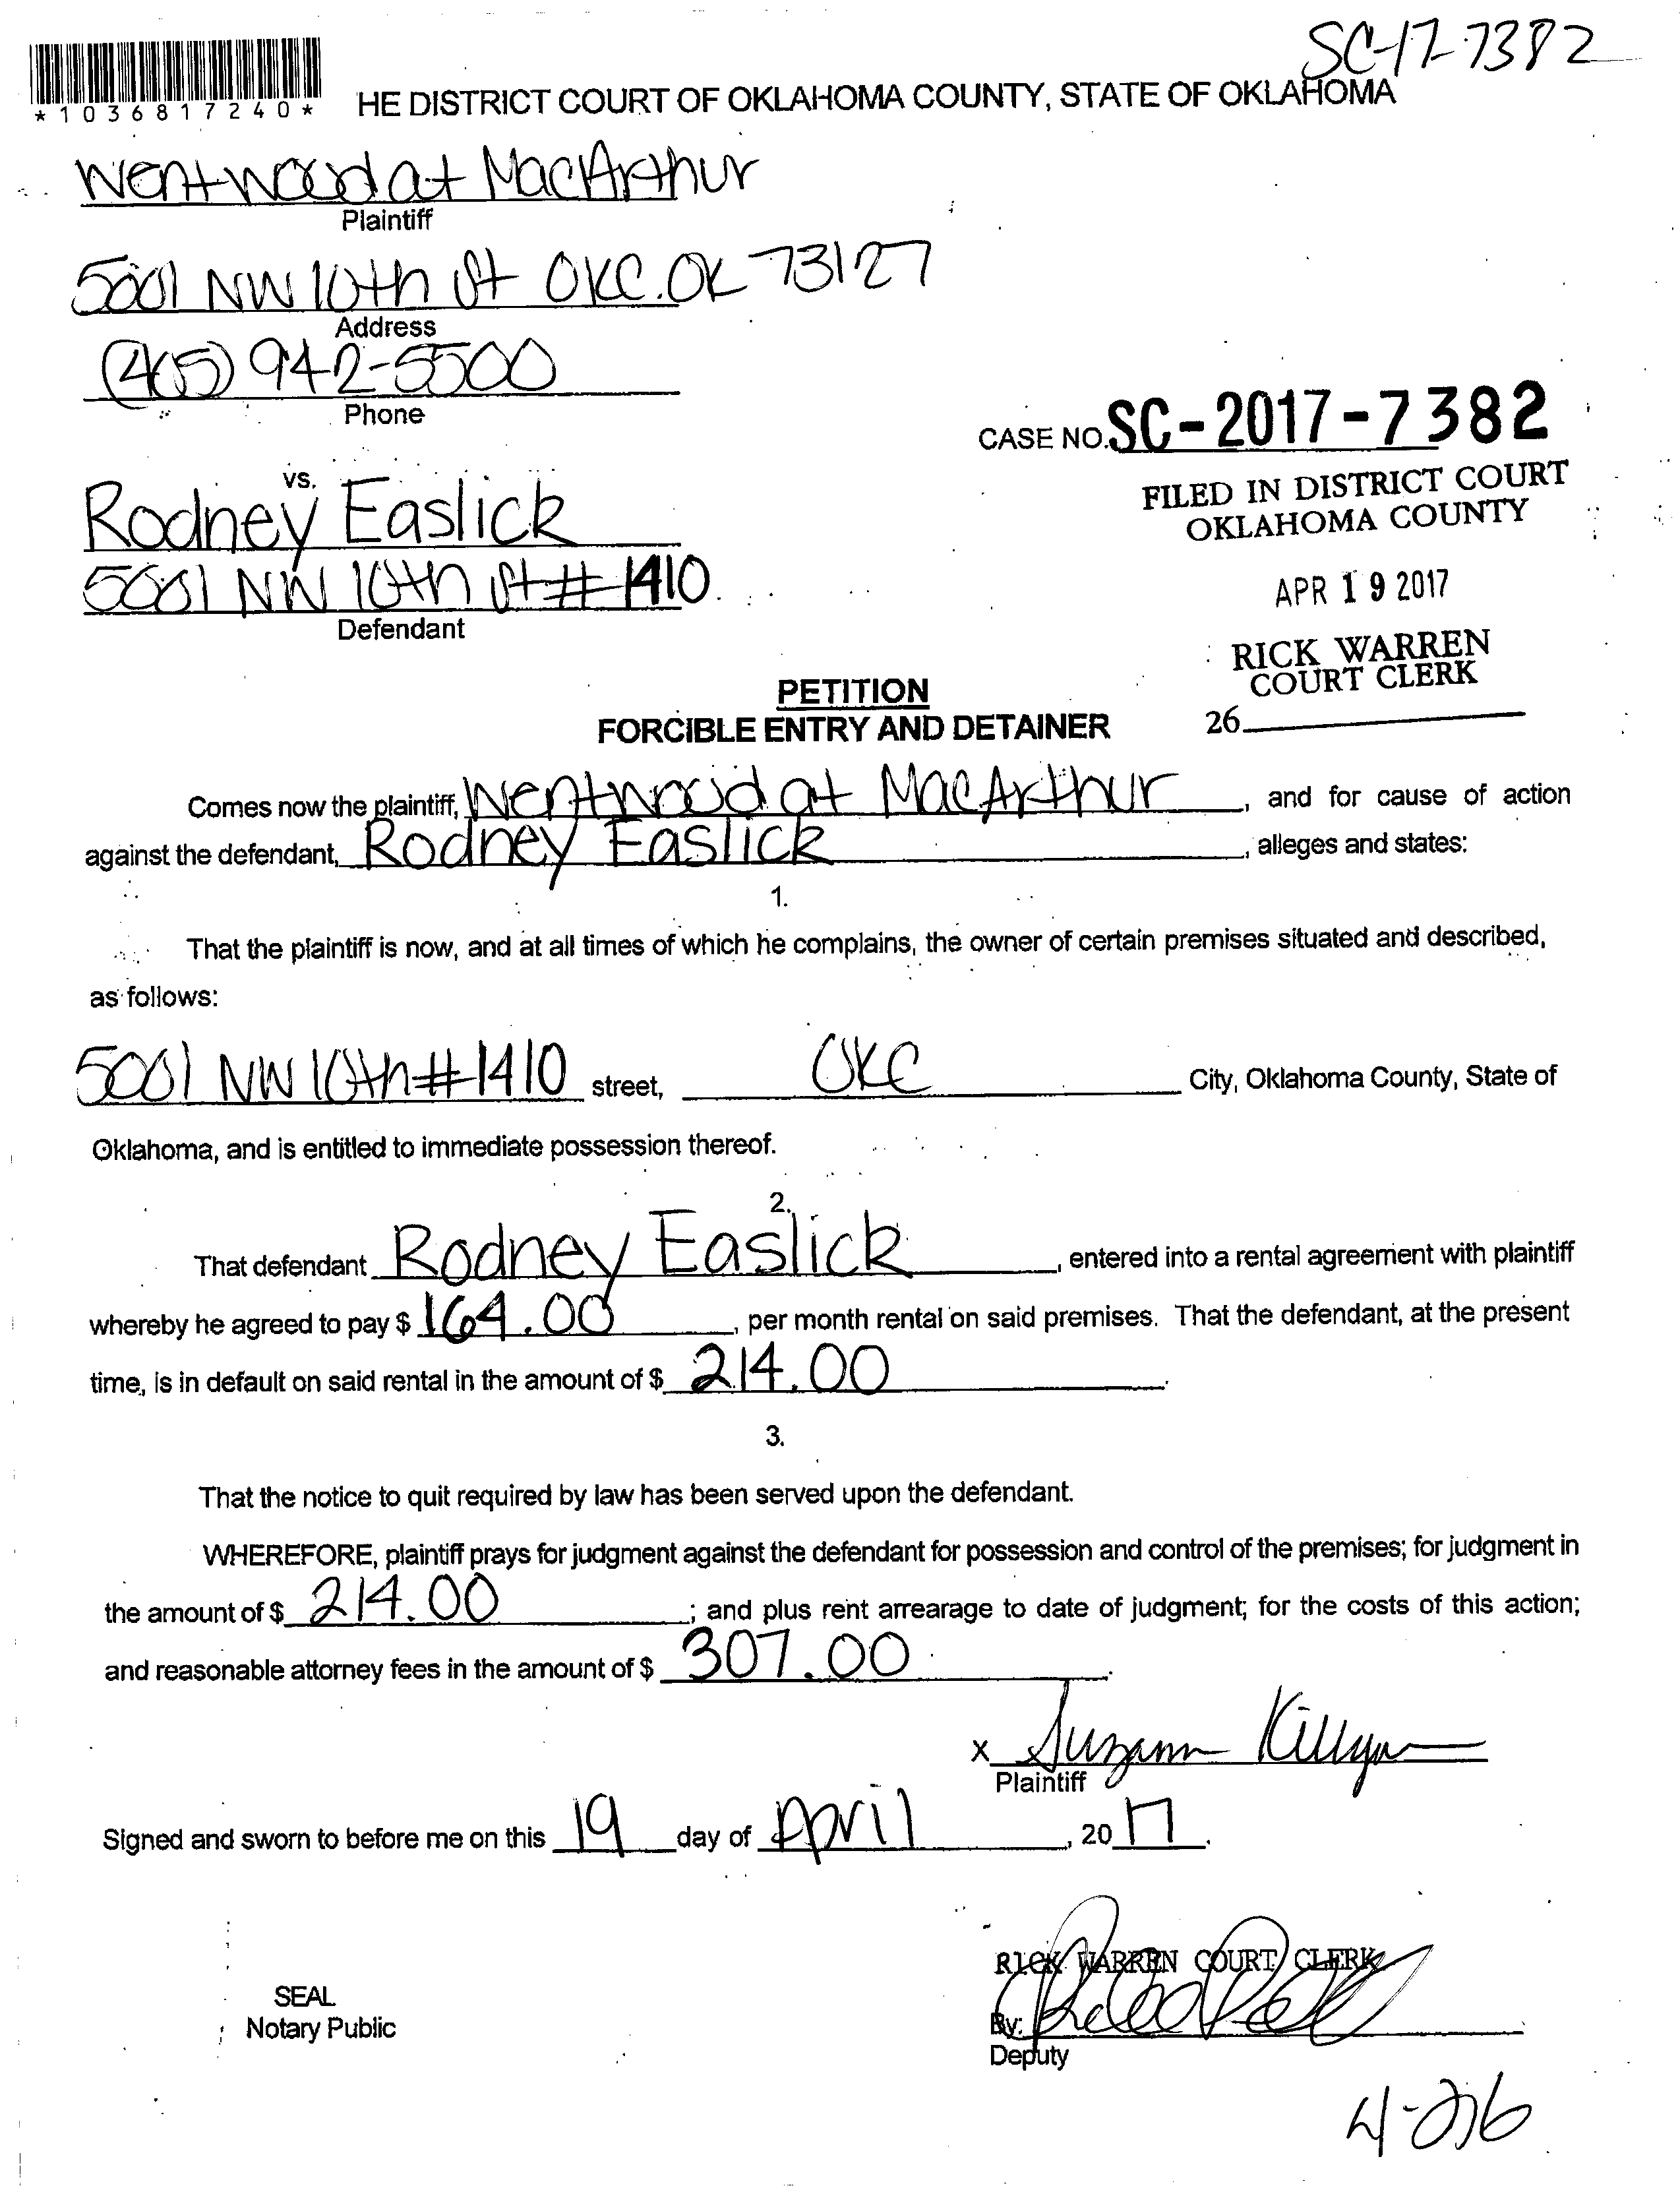 SC-17-7382
*1036817240*
HE DISTRICT COURT OF OKLAHOMA COUNTY, STATE OF OKLAHOMA
Wentwood at MacArthur
Plaintiff
5001 NW 10th St OKC. OK 73127
Address
(405) 942-5500
Phone
CASE NO. SC-2017-7382
FILED IN DISTRICT COURT
OKLAHOMA COUNTY
vs.
Rodney Easlick
5001 NW 10th St # 1410
Defendant
APR 19 2017
RICK WARREN
COURT CLERK
26
PETITION
FORCIBLE ENTRY AND DETAINER
Comes now the plaintiff, Wentwood at MacArthur, and for cause of action
against the defendant, Rodney Easlick, alleges and states:
1.
That the plaintiff is now, and at all times of which he complains, the owner of certain premises situated and described,
as follows:
5001 NW 10th # 1410 street, OKC City, Oklahoma County, State of
Oklahoma, and is entitled to immediate possession thereof.
2.
That defendant Rodney Easlick, entered into a rental agreement with plaintiff
whereby he agreed to pay $ 164.00, per month rental on said premises. That the defendant, at the present
time, is in default on said rental in the amount of $ 214.00.
3.
That the notice to quit required by law has been served upon the defendant.
WHEREFORE, plaintiff prays for judgment against the defendant for possession and control of the premises; for judgment in
the amount of $ 214.00; and plus rent arrearage to date of judgment; for the costs of this action;
and reasonable attorney fees in the amount of $ 307.00.
x Suzann
Plaintiff
Signed and sworn to before me on this 19 day of April, 20 17.
RICK WARREN COURT CLERK
By:
Deputy
SEAL
Notary Public
4-26